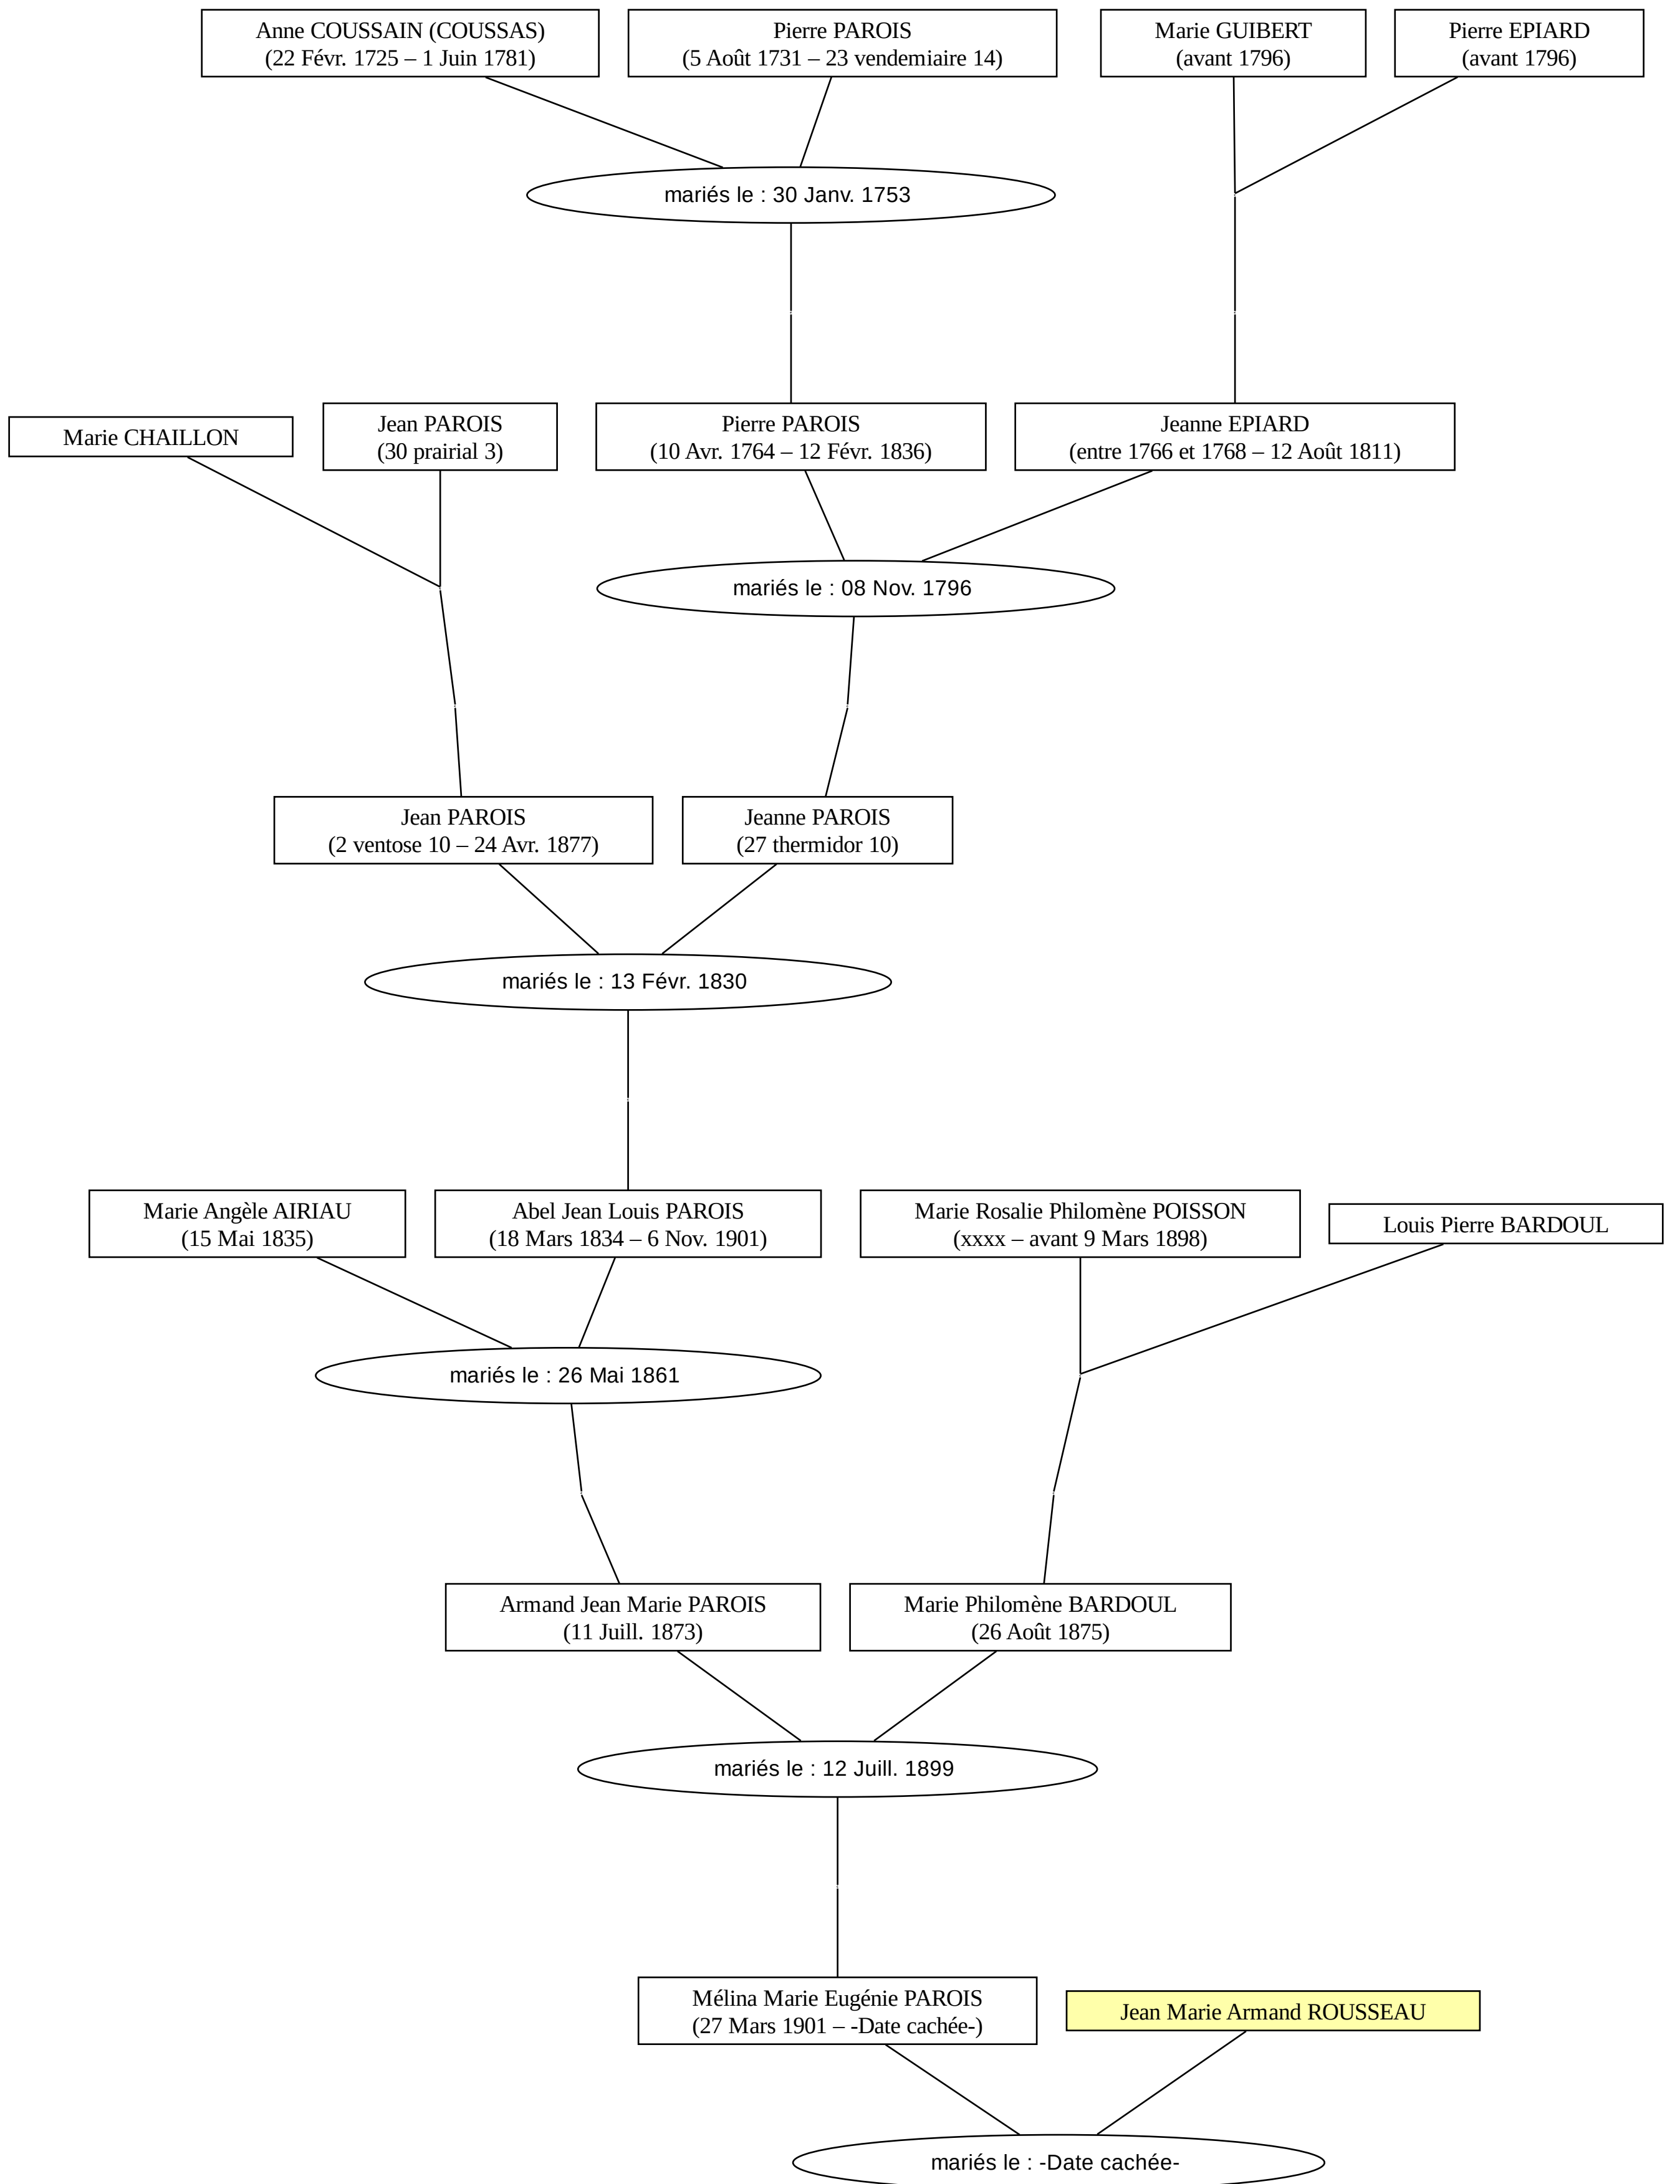 Anne COUSSAIN (COUSSAS)
(22 Févr. 1725 – 1 Juin 1781)
Pierre PAROIS
(5 Août 1731 – 23 vendemiaire 14)
Marie GUIBERT
(avant 1796)
Pierre EPIARD
(avant 1796)
mariés le : 30 Janv. 1753
Marie CHAILLON
Jean PAROIS
(30 prairial 3)
Pierre PAROIS
(10 Avr. 1764 – 12 Févr. 1836)
Jeanne EPIARD
(entre 1766 et 1768 – 12 Août 1811)
mariés le : 08 Nov. 1796
Jean PAROIS
(2 ventose 10 – 24 Avr. 1877)
Jeanne PAROIS
(27 thermidor 10)
mariés le : 13 Févr. 1830
Marie Angèle AIRIAU
(15 Mai 1835)
Abel Jean Louis PAROIS
(18 Mars 1834 – 6 Nov. 1901)
Marie Rosalie Philomène POISSON
(xxxx – avant 9 Mars 1898)
Louis Pierre BARDOUL
mariés le : 26 Mai 1861
Armand Jean Marie PAROIS
(11 Juill. 1873)
Marie Philomène BARDOUL
(26 Août 1875)
mariés le : 12 Juill. 1899
Mélina Marie Eugénie PAROIS
(27 Mars 1901 – -Date cachée-)
Jean Marie Armand ROUSSEAU
mariés le : -Date cachée-